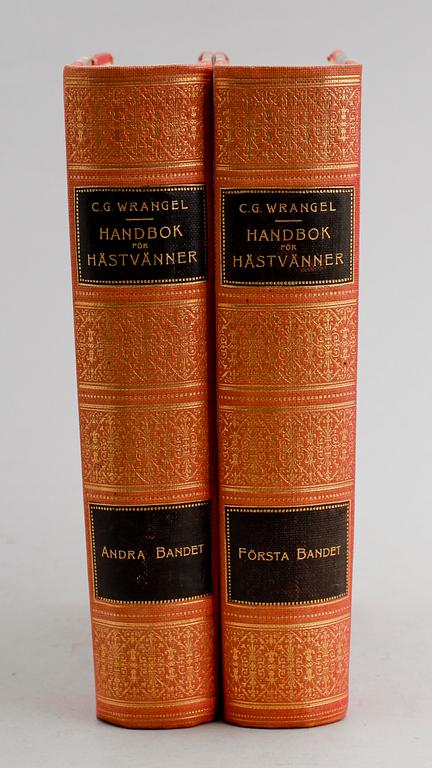 C.G. WRANGEL
HANDBOK
FÖR
HÄSTVÄNNER
ANDRA BANDET
C.G. WRANGEL
HANDBOK
FÖR
HÄSTVÄNNER
FÖRSTA BANDET